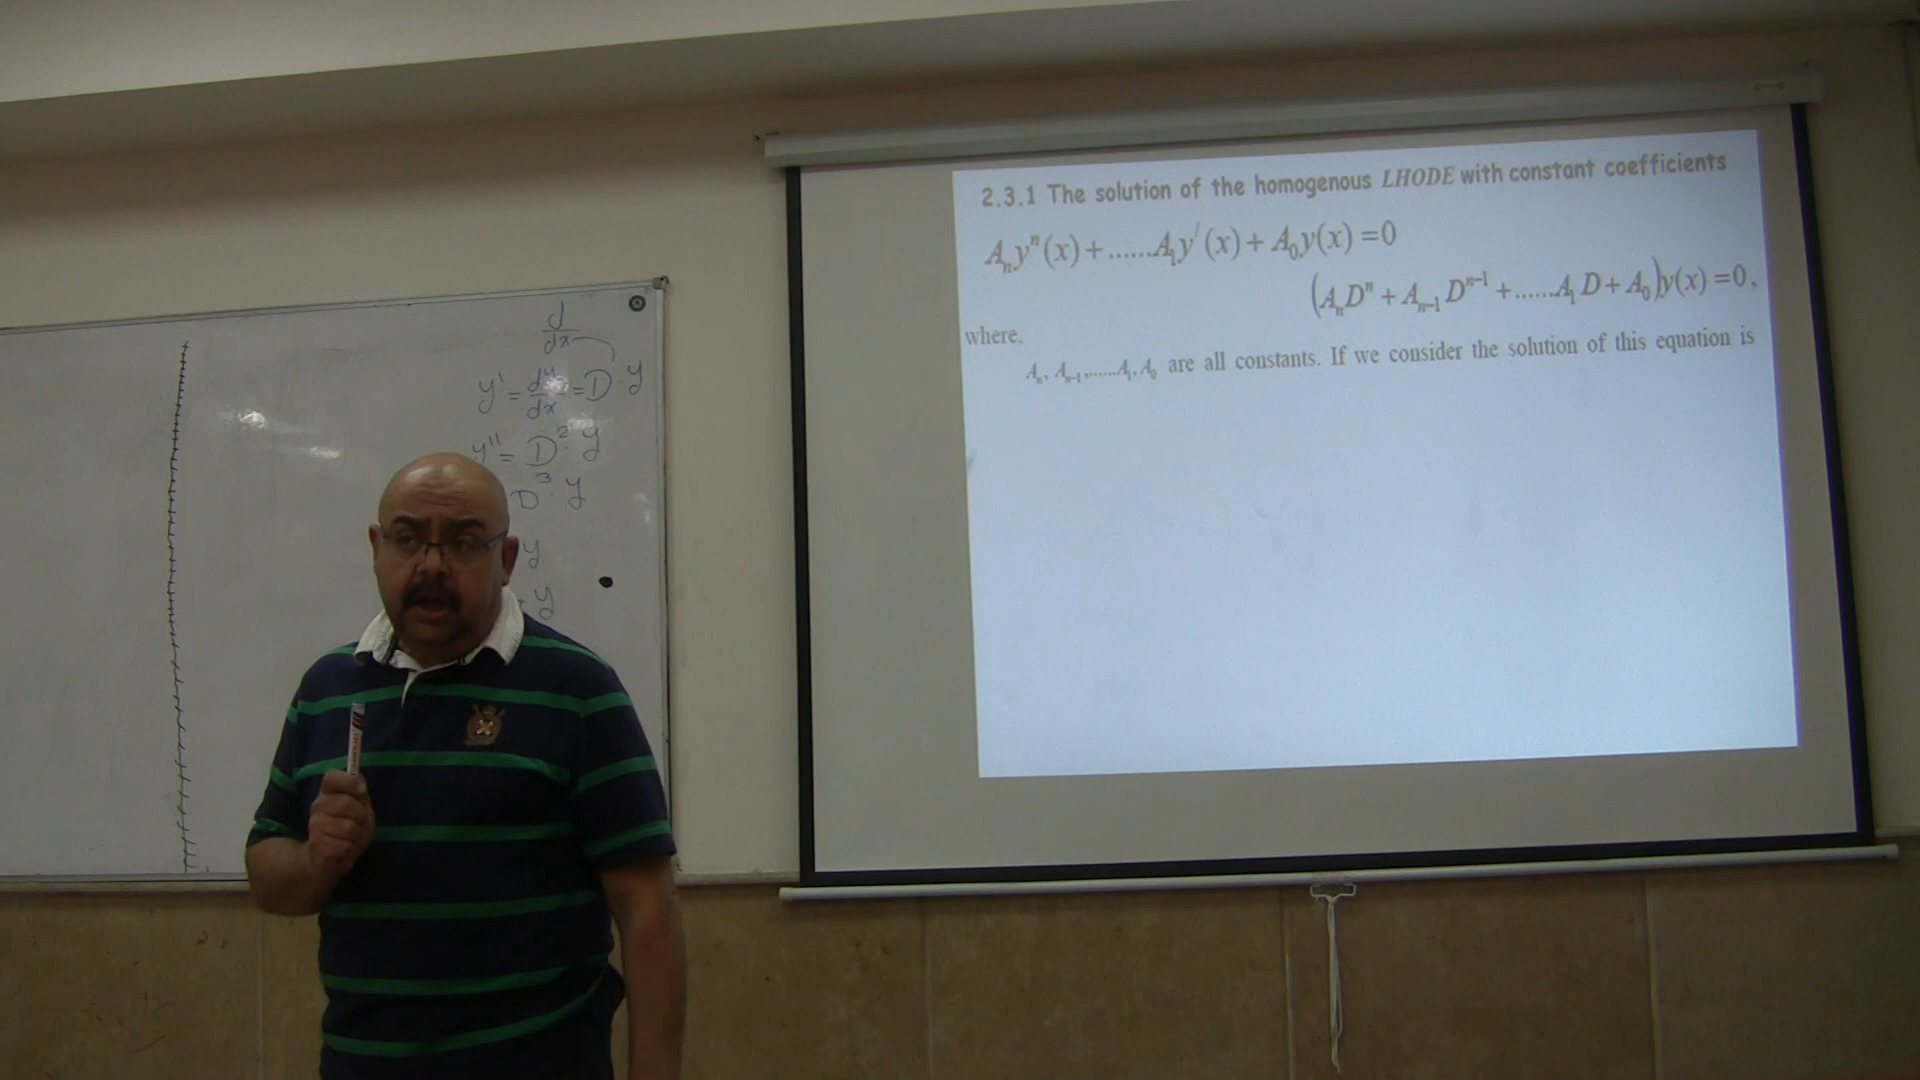 d
dx
y' = dy/dx = D·y
y'' = D²·y
D³·y
y
y
2.3.1 The solution of the homogenous LHODE with constant coefficients
Aₙyⁿ(x)+......A₁y′(x)+A₀y(x)=0
(AₙDⁿ+Aₙ₋₁Dⁿ⁻¹+......A₁D+A₀)y(x)=0,
where,
Aₙ, Aₙ₋₁,......A₁, A₀ are all constants. If we consider the solution of this equation is